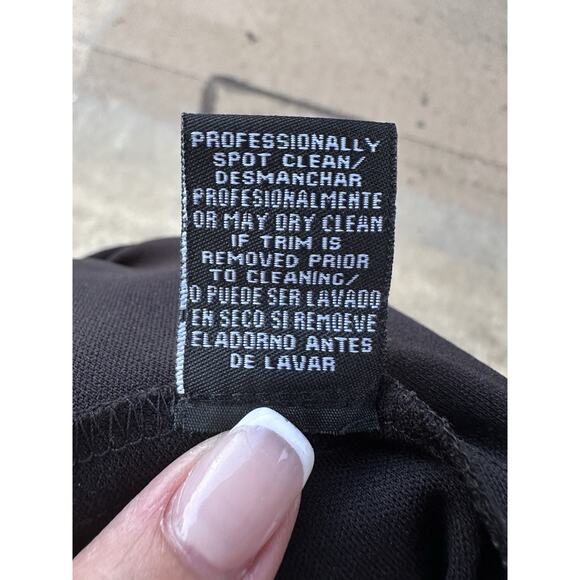 PROFESSIONALLY
SPOT CLEAN/
DESMANCHAR
PROFESIONALMENTE
OR MAY DRY CLEAN
IF TRIM IS
REMOVED PRIOR
TO CLEANING/
O PUEDE SER LAVADO
EN SECO SI REMOEVE
ELADORNO ANTES
DE LAVAR